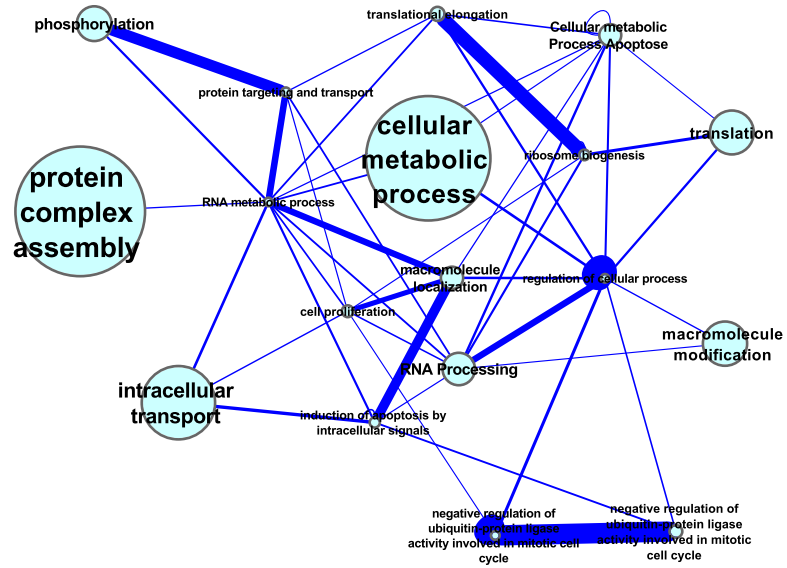 phosphorylation
translational elongation
Cellular metabolic
Process Apoptose
protein targeting and transport
cellular
metabolic
process
translation
ribosome biogenesis
protein
complex
assembly
RNA metabolic process
macromolecule
localization
regulation of cellular process
cell proliferation
macromolecule
modification
RNA Processing
intracellular
transport
induction of apoptosis by
intracellular signals
negative regulation of
ubiquitin-protein ligase
activity involved in mitotic cell
cycle
negative regulation of
ubiquitin-protein ligase
activity involved in mitotic
cell cycle